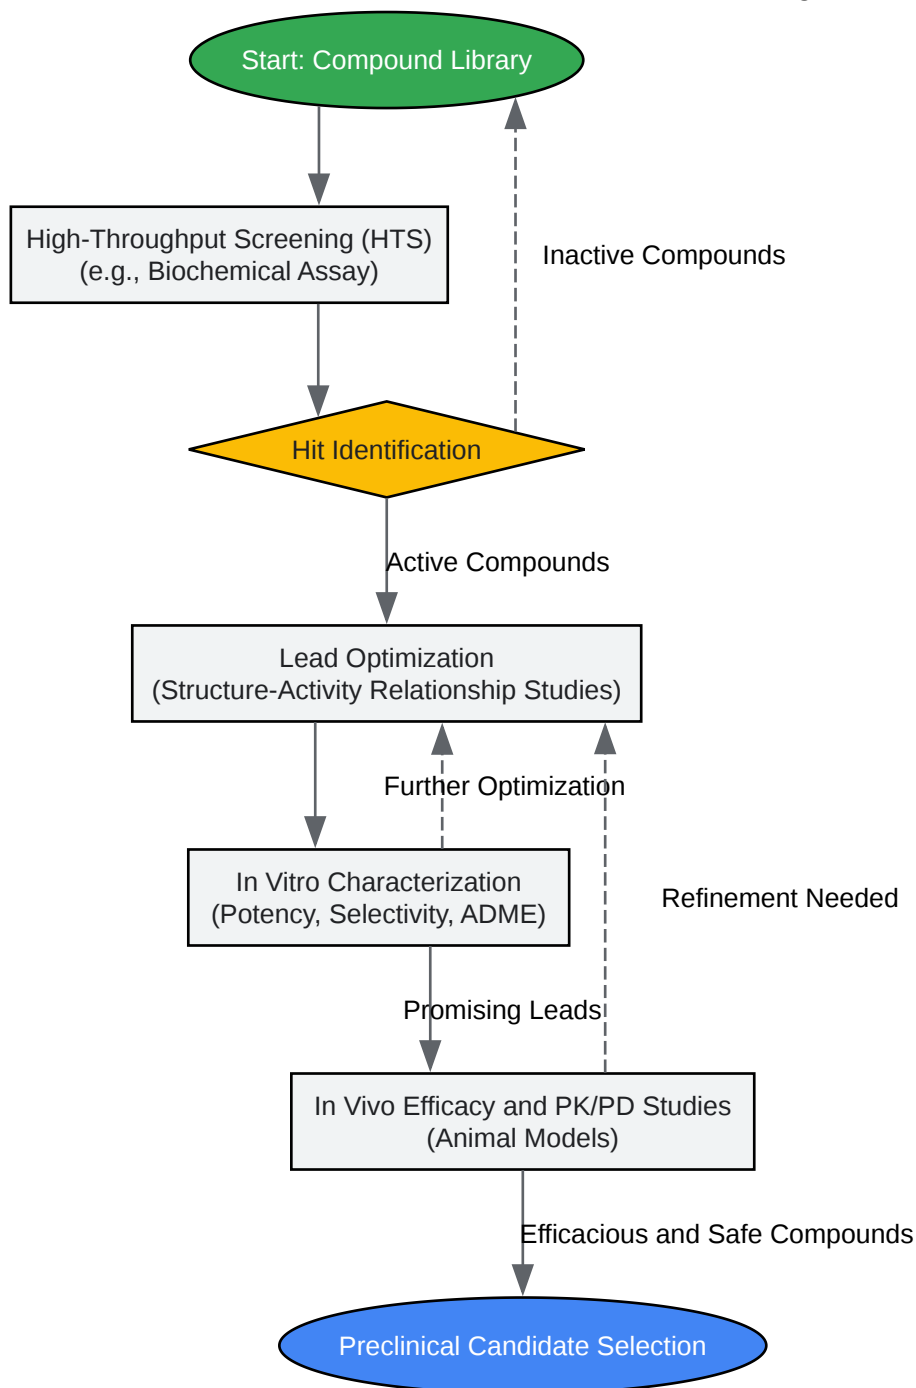 Start: Compound Library
High-Throughput Screening (HTS)
(e.g., Biochemical Assay)
Inactive Compounds
Hit Identification
Active Compounds
Lead Optimization
(Structure-Activity Relationship Studies)
Further Optimization
In Vitro Characterization
(Potency, Selectivity, ADME)
Refinement Needed
Promising Leads
In Vivo Efficacy and PK/PD Studies
(Animal Models)
Efficacious and Safe Compounds
Preclinical Candidate Selection